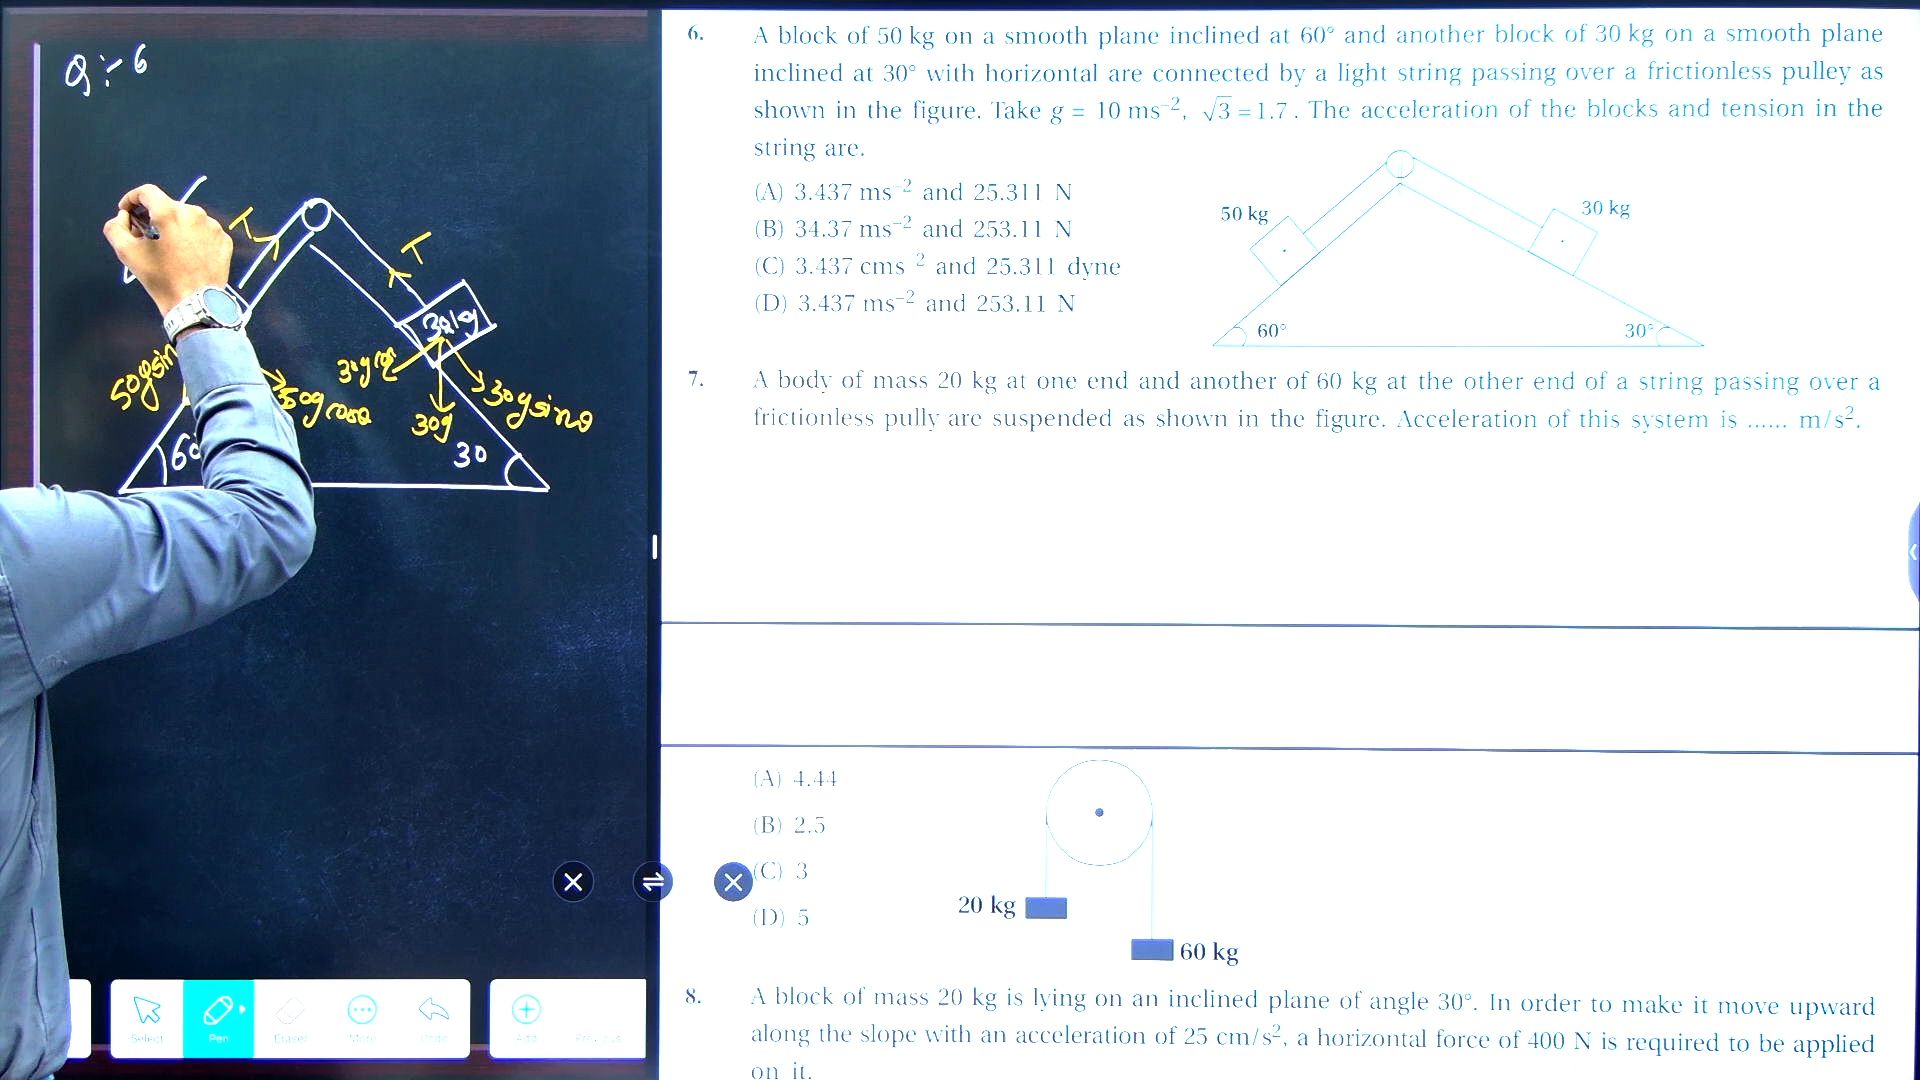 Q:- 6
T
T
30kg
50gsin
50gcosθ
30g
30gsinθ
30
6. A block of 50 kg on a smooth plane inclined at 60° and another block of 30 kg on a smooth plane
inclined at 30° with horizontal are connected by a light string passing over a frictionless pulley as
shown in the figure. Take g = 10 ms⁻², √3 = 1.7. The acceleration of the blocks and tension in the
string are.
(A) 3.437 ms⁻² and 25.311 N
(B) 34.37 ms⁻² and 253.11 N
(C) 3.437 cms⁻² and 25.311 dyne
(D) 3.437 ms⁻² and 253.11 N
50 kg
30 kg
60°
30°
7. A body of mass 20 kg at one end and another of 60 kg at the other end of a string passing over a
frictionless pully are suspended as shown in the figure. Acceleration of this system is ...... m/s².
(A) 4.44
(B) 2.5
(C) 3
(D) 5
20 kg
60 kg
8. A block of mass 20 kg is lying on an inclined plane of angle 30°. In order to make it move upward
along the slope with an acceleration of 25 cm/s², a horizontal force of 400 N is required to be applied
on it.
Select
Pen
Eraser
More
Undo
Add